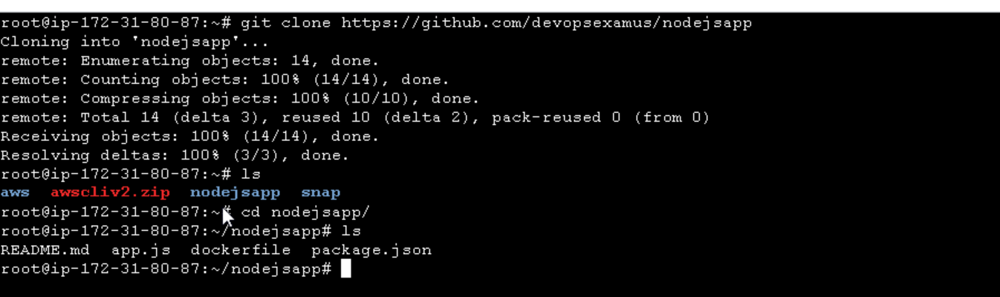 root@ip-172-31-80-87:~# git clone https://github.com/devopsexamus/nodejsapp
Cloning into 'nodejsapp'...
remote: Enumerating objects: 14, done.
remote: Counting objects: 100% (14/14), done.
remote: Compressing objects: 100% (10/10), done.
remote: Total 14 (delta 3), reused 10 (delta 2), pack-reused 0 (from 0)
Receiving objects: 100% (14/14), done.
Resolving deltas: 100% (3/3), done.
root@ip-172-31-80-87:~# ls
aws  awscliv2.zip  nodejsapp  snap
root@ip-172-31-80-87:~# cd nodejsapp/
root@ip-172-31-80-87:~/nodejsapp# ls
README.md  app.js  dockerfile  package.json
root@ip-172-31-80-87:~/nodejsapp#